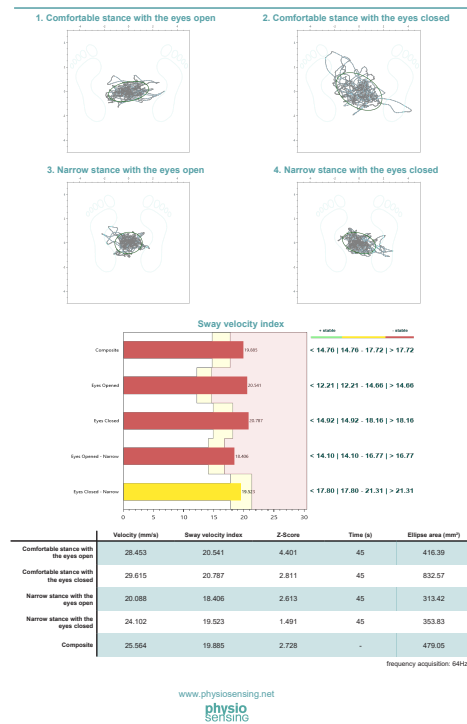 1. Comfortable stance with the eyes open
2. Comfortable stance with the eyes closed
3. Narrow stance with the eyes open
4. Narrow stance with the eyes closed
Sway velocity index
+ stable - stable
Composite 19.885 < 14.76 | 14.76 - 17.72 | > 17.72
Eyes Opened 20.541 < 12.21 | 12.21 - 14.66 | > 14.66
Eyes Closed 20.787 < 14.92 | 14.92 - 18.16 | > 18.16
Eyes Opened - Narrow 18.406 < 14.10 | 14.10 - 16.77 | > 16.77
Eyes Closed - Narrow 19.523 < 17.80 | 17.80 - 21.31 | > 21.31
0 5 10 15 20 25 30
Velocity (mm/s) Sway velocity index Z-Score Time (s) Ellipse area (mm²)
Comfortable stance with
the eyes open 28.453 20.541 4.401 45 416.39
Comfortable stance with
the eyes closed 29.615 20.787 2.811 45 832.57
Narrow stance with the
eyes open 20.088 18.406 2.613 45 313.42
Narrow stance with the
eyes closed 24.102 19.523 1.491 45 353.83
Composite 25.564 19.885 2.728 - 479.05
frequency acquisition: 64Hz
www.physiosensing.net
physio
sensing